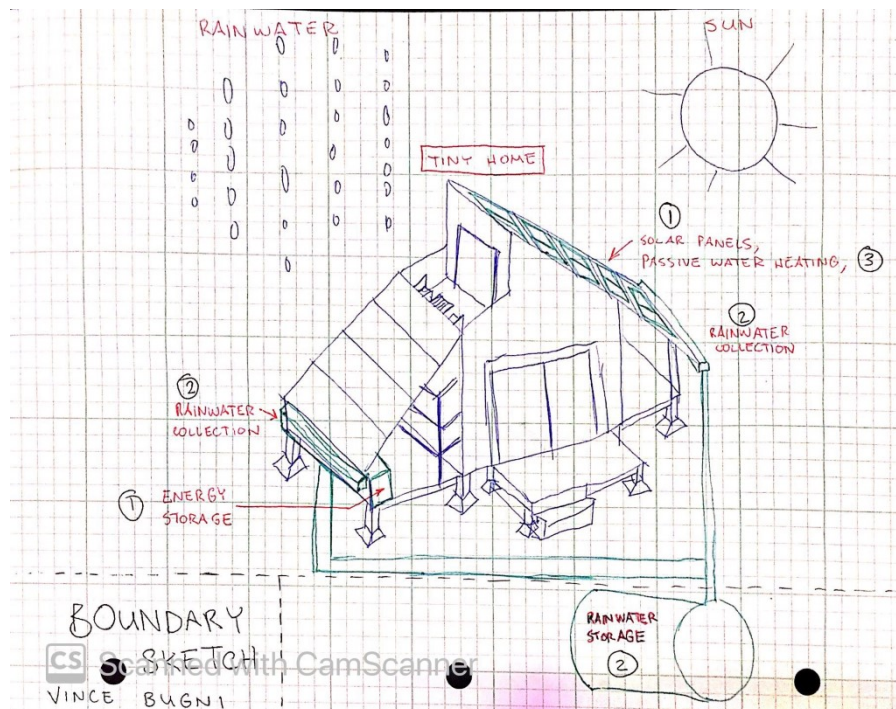 RAINWATER
SUN
TINY HOME
1
SOLAR PANELS,
PASSIVE WATER HEATING, 3
2
RAINWATER
COLLECTION
2
RAINWATER
COLLECTION
1 ENERGY
STORAGE
RAINWATER
STORAGE
2
BOUNDARY
SKETCH
CS Scanned with CamScanner
VINCE BUGNI